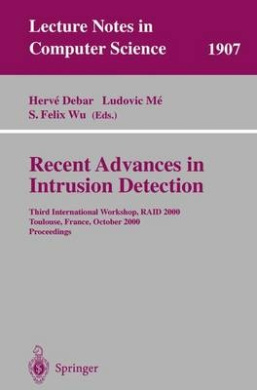 Lecture Notes in
Computer Science 1907
Hervé Debar Ludovic Mé
S. Felix Wu (Eds.)
Recent Advances in
Intrusion Detection
Third International Workshop, RAID 2000
Toulouse, France, October 2000
Proceedings
Springer